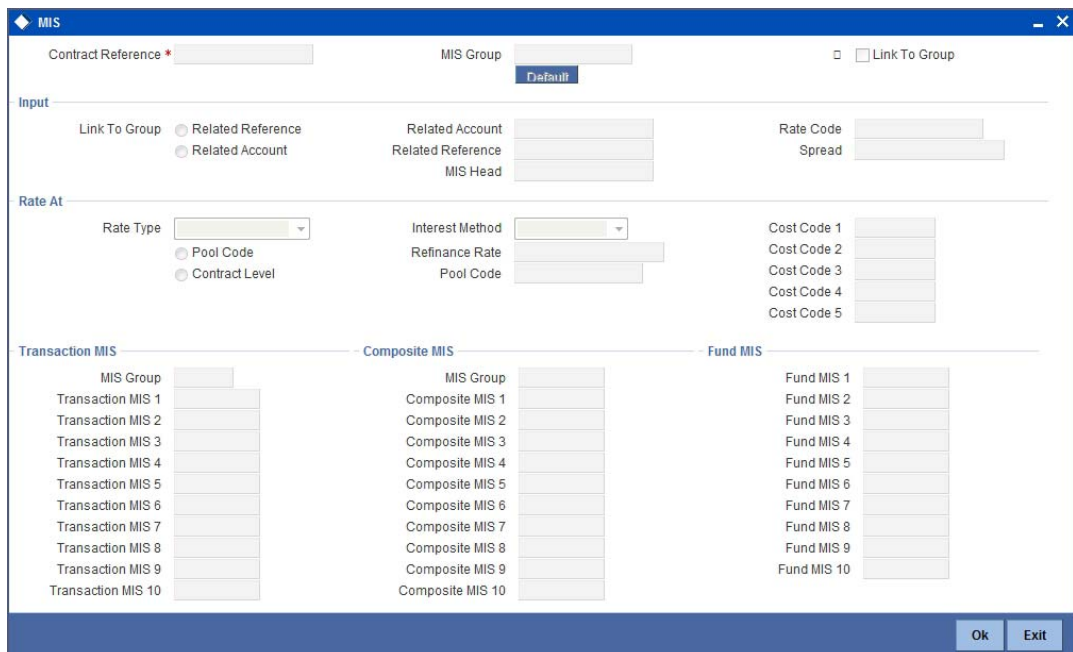 MIS
Contract Reference * MIS Group Link To Group
Default
Input
Link To Group Related Reference Related Account Rate Code
Related Account Related Reference Spread
MIS Head
Rate At
Rate Type Interest Method Cost Code 1
Pool Code Refinance Rate Cost Code 2
Contract Level Pool Code Cost Code 3
Cost Code 4
Cost Code 5
Transaction MIS Composite MIS Fund MIS
MIS Group MIS Group Fund MIS 1
Transaction MIS 1 Composite MIS 1 Fund MIS 2
Transaction MIS 2 Composite MIS 2 Fund MIS 3
Transaction MIS 3 Composite MIS 3 Fund MIS 4
Transaction MIS 4 Composite MIS 4 Fund MIS 5
Transaction MIS 5 Composite MIS 5 Fund MIS 6
Transaction MIS 6 Composite MIS 6 Fund MIS 7
Transaction MIS 7 Composite MIS 7 Fund MIS 8
Transaction MIS 8 Composite MIS 8 Fund MIS 9
Transaction MIS 9 Composite MIS 9 Fund MIS 10
Transaction MIS 10 Composite MIS 10
Ok Exit